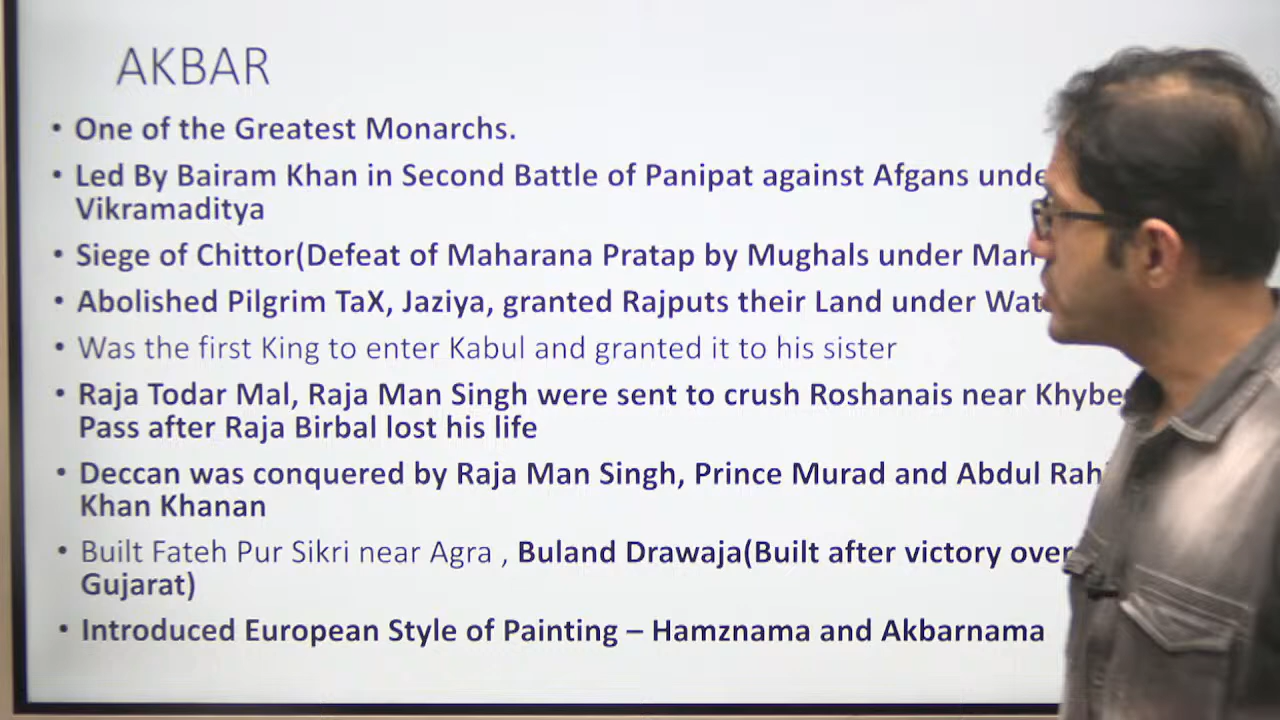 AKBAR
• One of the Greatest Monarchs.
• Led By Bairam Khan in Second Battle of Panipat against Afgans
Vikramaditya
• Siege of Chittor(Defeat of Maharana Pratap by Mughals under
• Abolished Pilgrim TaX, Jaziya, granted Rajputs their Land under
• Was the first King to enter Kabul and granted it to his sister
• Raja Todar Mal, Raja Man Singh were sent to crush Roshanais near
Pass after Raja Birbal lost his life
• Deccan was conquered by Raja Man Singh, Prince Murad and Abdul
Khan Khanan
• Built Fateh Pur Sikri near Agra , Buland Drawaja(Built after victory over
Gujarat)
• Introduced European Style of Painting – Hamznama and Akbarnama